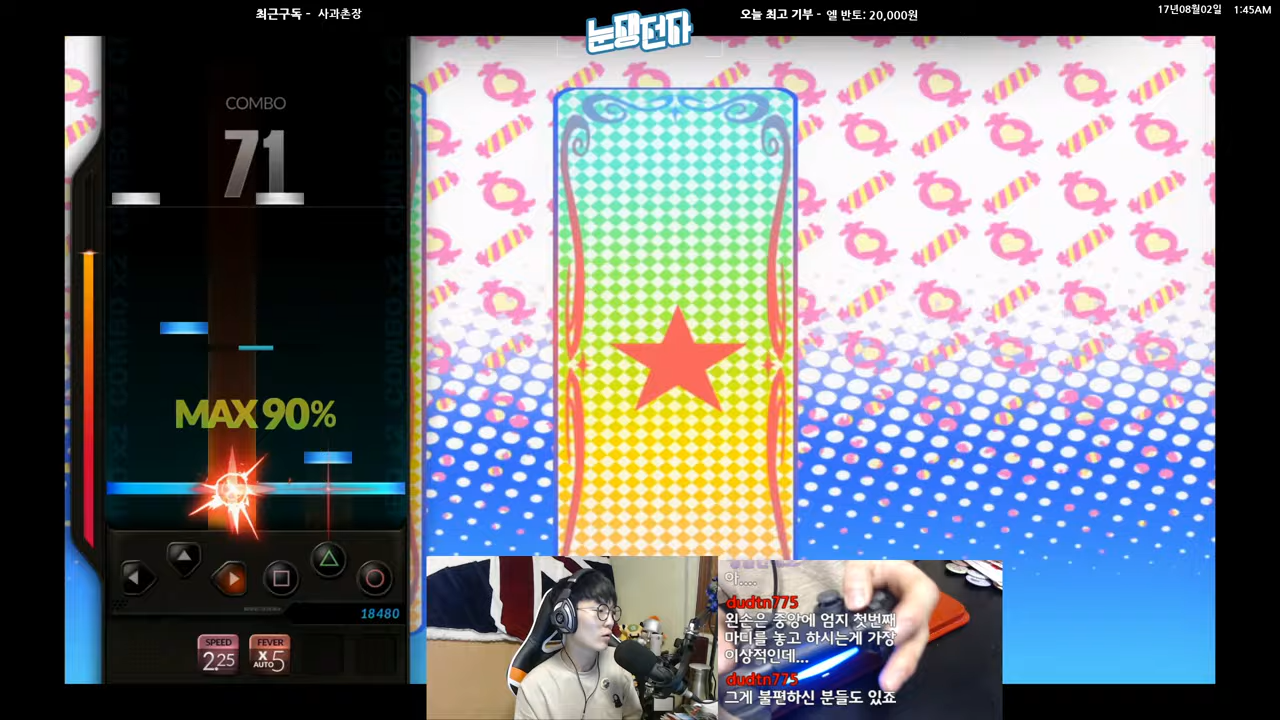 최근구독 - 사과촌장
눈댕던자
오늘 최고 기부 - 엘 반토: 20,000원
17년08월02일 1:45AM
COMBO
71
MAX 90%
18480
SPEED
2.25
FEVER
AUTO X5
아....
dudtn775
왼손은 중앙에 엄지 첫번째
마디를 놓고 하시는게 가장
이상적인데...
dudtn775
그게 불편하신 분들도 있죠